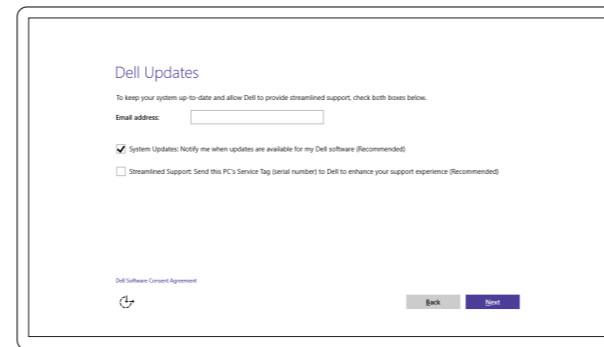 Dell Updates
To keep your system up-to-date and allow Dell to provide streamlined support, check both boxes below.
Email address:
System Updates: Notify me when updates are available for my Dell software (Recommended)
Streamlined Support: Send this PC's Service Tag (serial number) to Dell to enhance your support experience (Recommended)
Dell Software Consent Agreement
Back Next